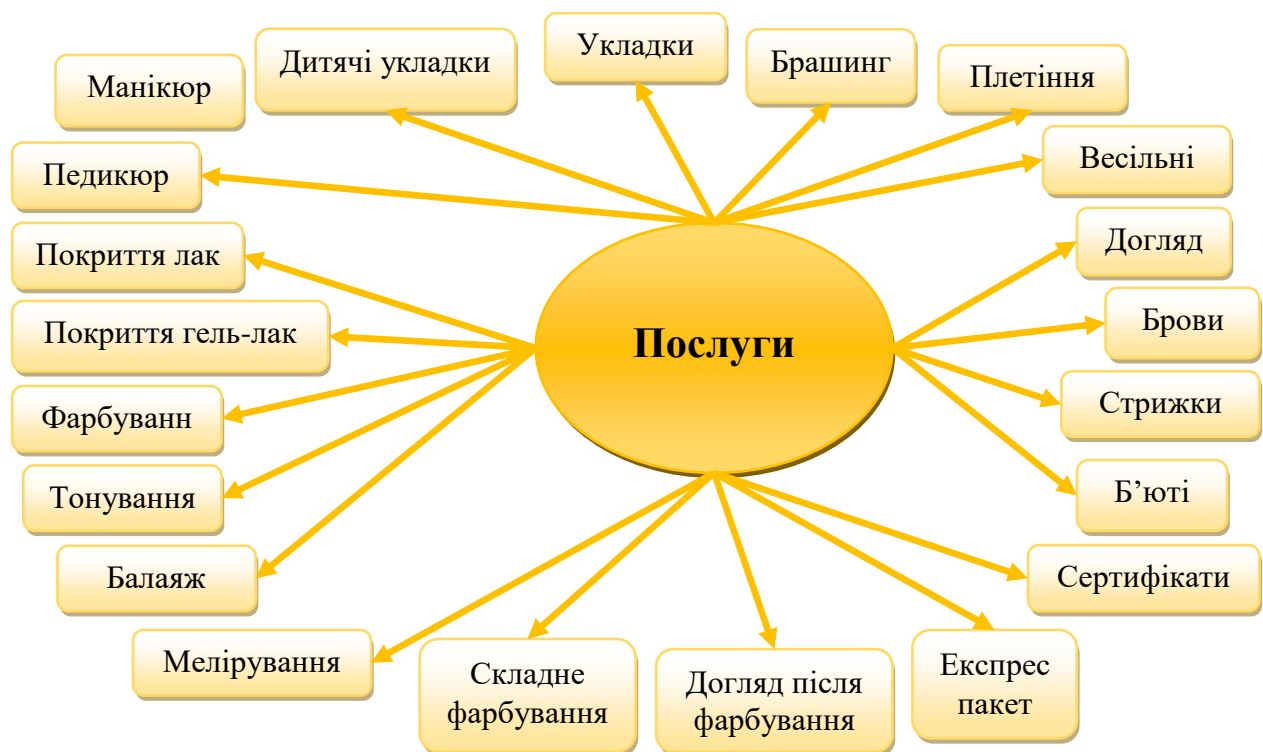 Укладки
Дитячі укладки
Брашинг
Манікюр
Плетіння
Педикюр
Весільні
Покриття лак
Догляд
Покриття гель-лак
Послуги
Брови
Фарбуванн
Стрижки
Тонування
Б’юті
Балаяж
Сертифікати
Мелірування
Складне
фарбування
Догляд після
фарбування
Експрес
пакет